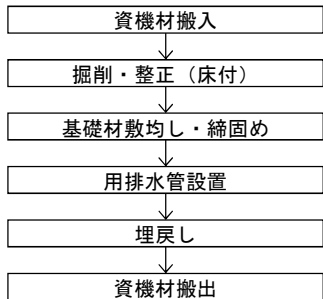 資機材搬入
掘削・整正（床付）
基礎材敷均し・締固め
用排水管設置
埋戻し
資機材搬出